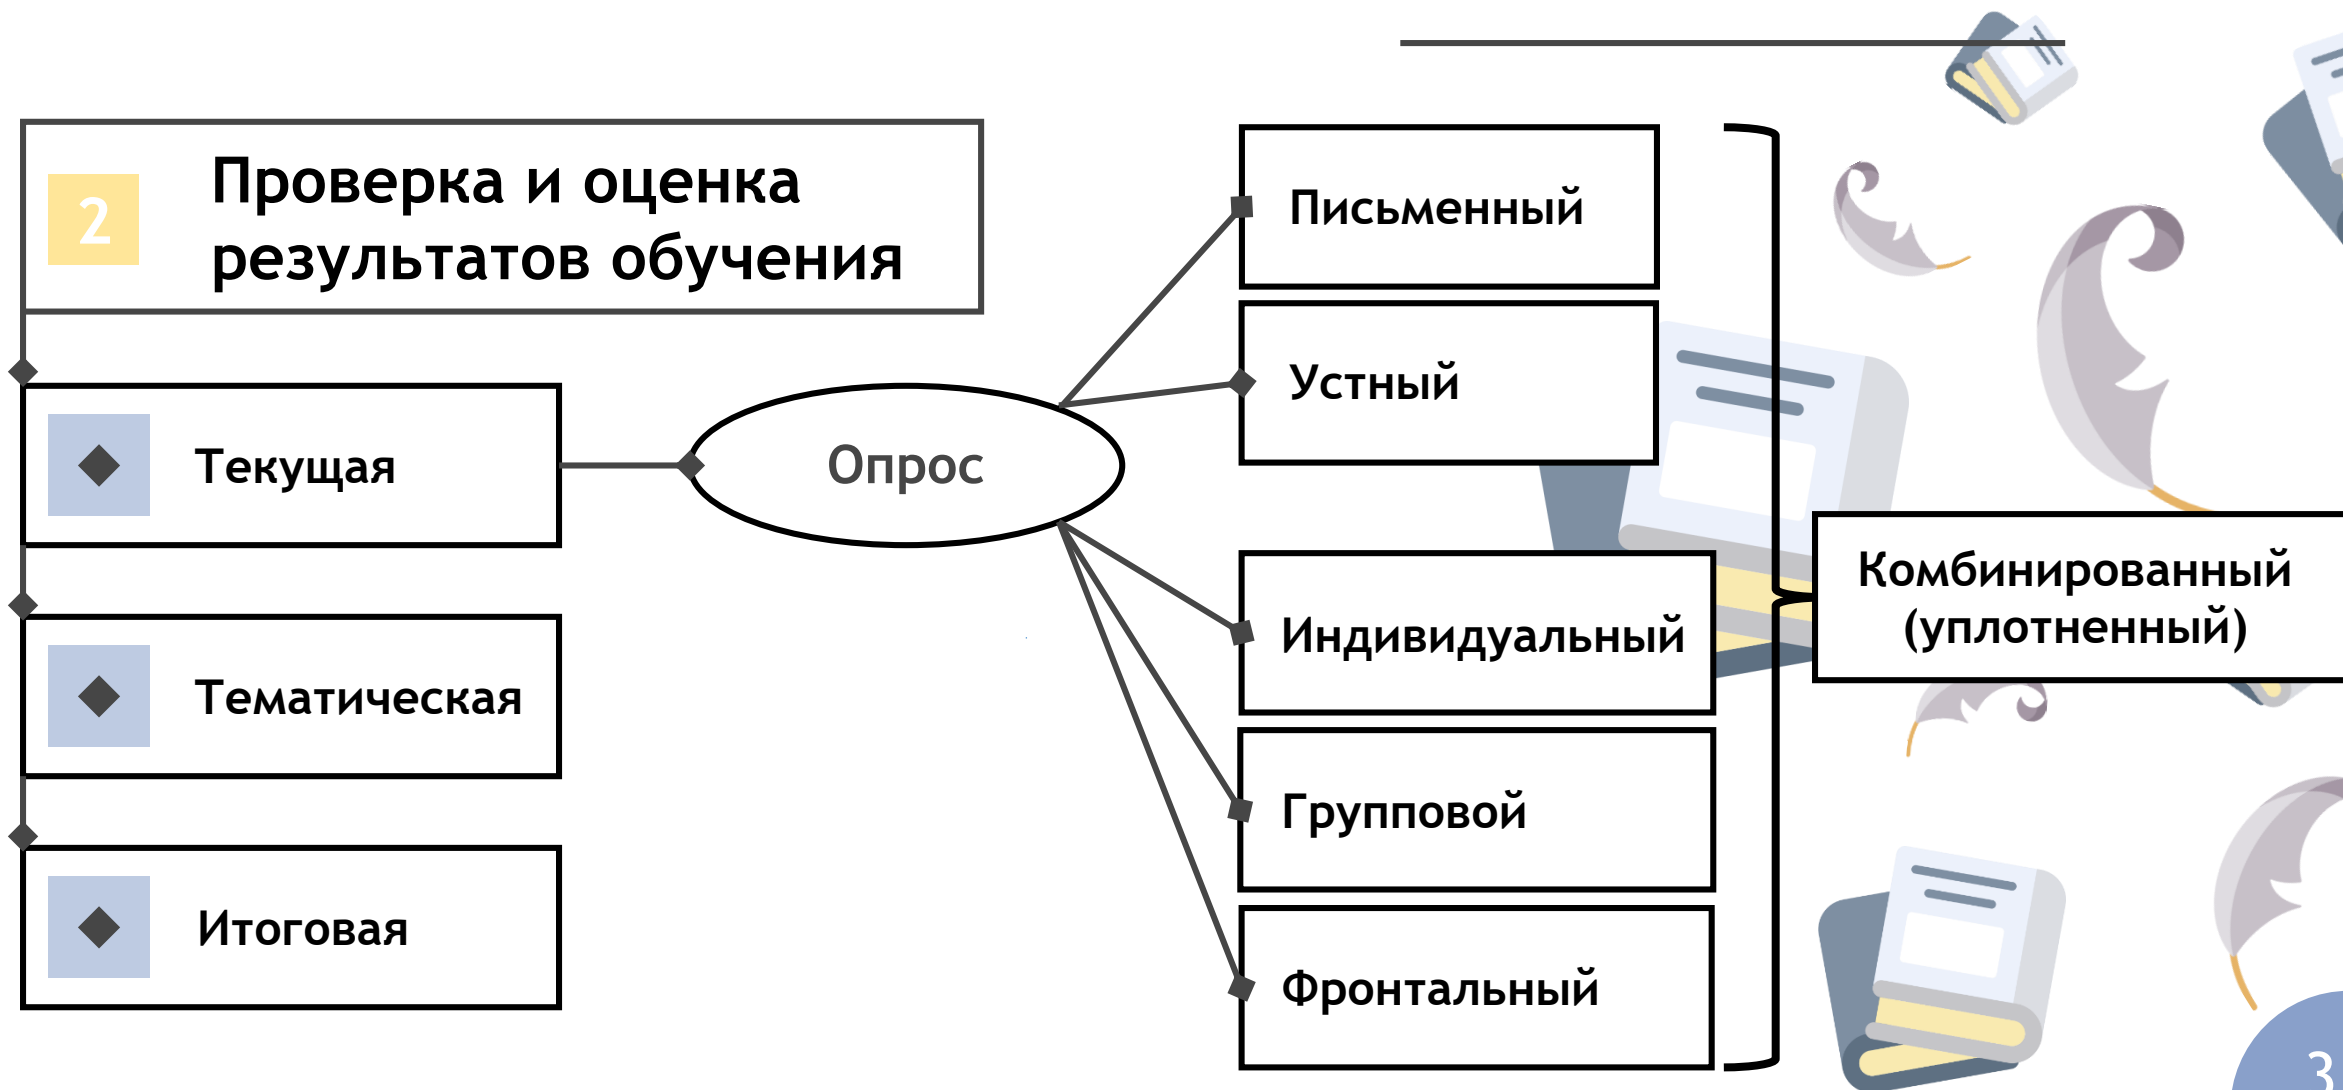 2
Проверка и оценка
результатов обучения
Текущая
Тематическая
Итоговая
Опрос
Письменный
Устный
Индивидуальный
Групповой
Фронтальный
Комбинированный
(уплотненный)
3